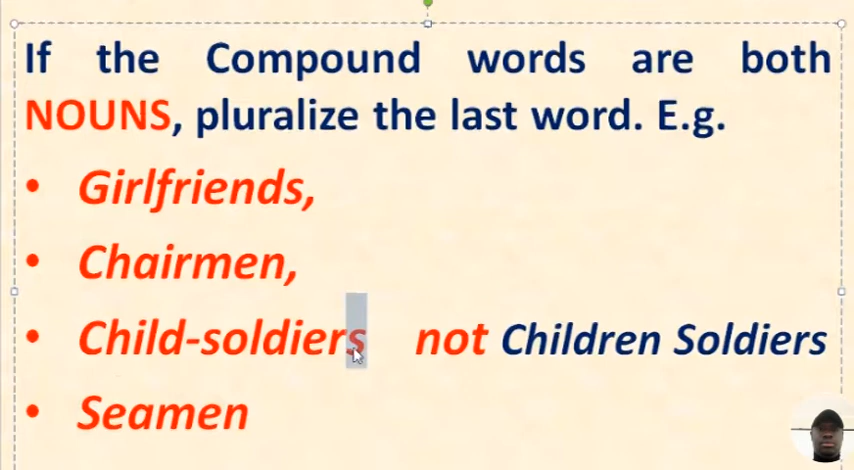 If the Compound words are both
NOUNS, pluralize the last word. E.g.
• Girlfriends,
• Chairmen,
• Child-soldiers not Children Soldiers
• Seamen